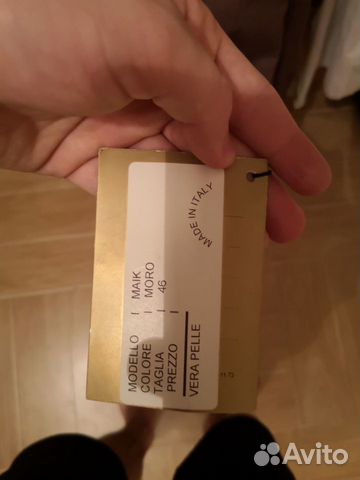 MADE IN ITALY
MODELLO | MAIK
COLORE | MORO
TAGLIA | 46
PREZZO |
VERA PELLE
Avito